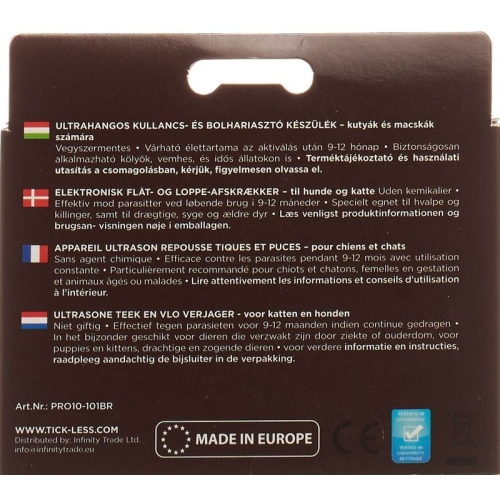 ULTRAHANGOS KULLANCS- ÉS BOLHARIASZTÓ KÉSZÜLÉK – kutyák és macskák
számára
Vegyszermentes • Várható élettartama az aktiválás után 9-12 hónap • Biztonságosan
alkalmazható kölyök, vemhes, és idős állatokon is • Terméktájékoztató és használati
utasítás a csomagolásban, kérjük, figyelmesen olvassa el.
ELEKTRONISK FLÅT- OG LOPPE-AFSKRÆKKER – til hunde og katte Uden kemikalier •
Effektiv mod parasitter ved løbende brug i 9-12 måneder • Specielt egnet til hvalpe og
killinger, samt til drægtige, syge og ældre dyr • Læs venligst produktinformationen og
brugsan- visningen nøje i emballagen.
APPAREIL ULTRASON REPOUSSE TIQUES ET PUCES – pour chiens et chats
Sans agent chimique • Efficace contre les parasites pendant 9-12 mois avec utilisation
constante • Particulièrement recommandé pour chiots et chatons, femelles en gestation
et animaux âgés ou malades • Lire attentivement les informations et conseils d'utilisation
à l'intérieur.
ULTRASONE TEEK EN VLO VERJAGER - voor katten en honden
Niet giftig • Effectief tegen parasieten voor 9-12 maanden indien continue gedragen •
In het bijzonder geschikt voor dieren die verzwakt zijn door ziekte of ouderdom, voor
puppies en kittens, drachtige en zogende dieren • voor verdere informatie en instructies,
raadpleeg aandachtig de bijsluiter in de verpakking.
Art.Nr.: PRO10-101BR
WWW.TICK-LESS.COM
Distributed by: Infinity Trade Ltd.
info@infinitytrade.eu
MADE IN EUROPE
CE
TESTED IN
UNIVERSITY
SETTINGS